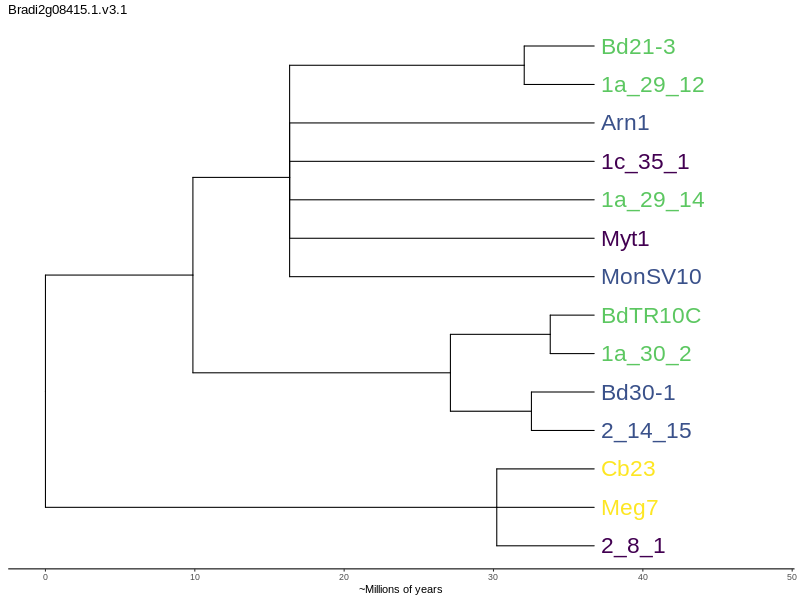 Bradi2g08415.1.v3.1
Bd21-3
1a_29_12
Arn1
1c_35_1
1a_29_14
Myt1
MonSV10
BdTR10C
1a_30_2
Bd30-1
2_14_15
Cb23
Meg7
2_8_1
0 10 20 30 40 50
~Millions of years